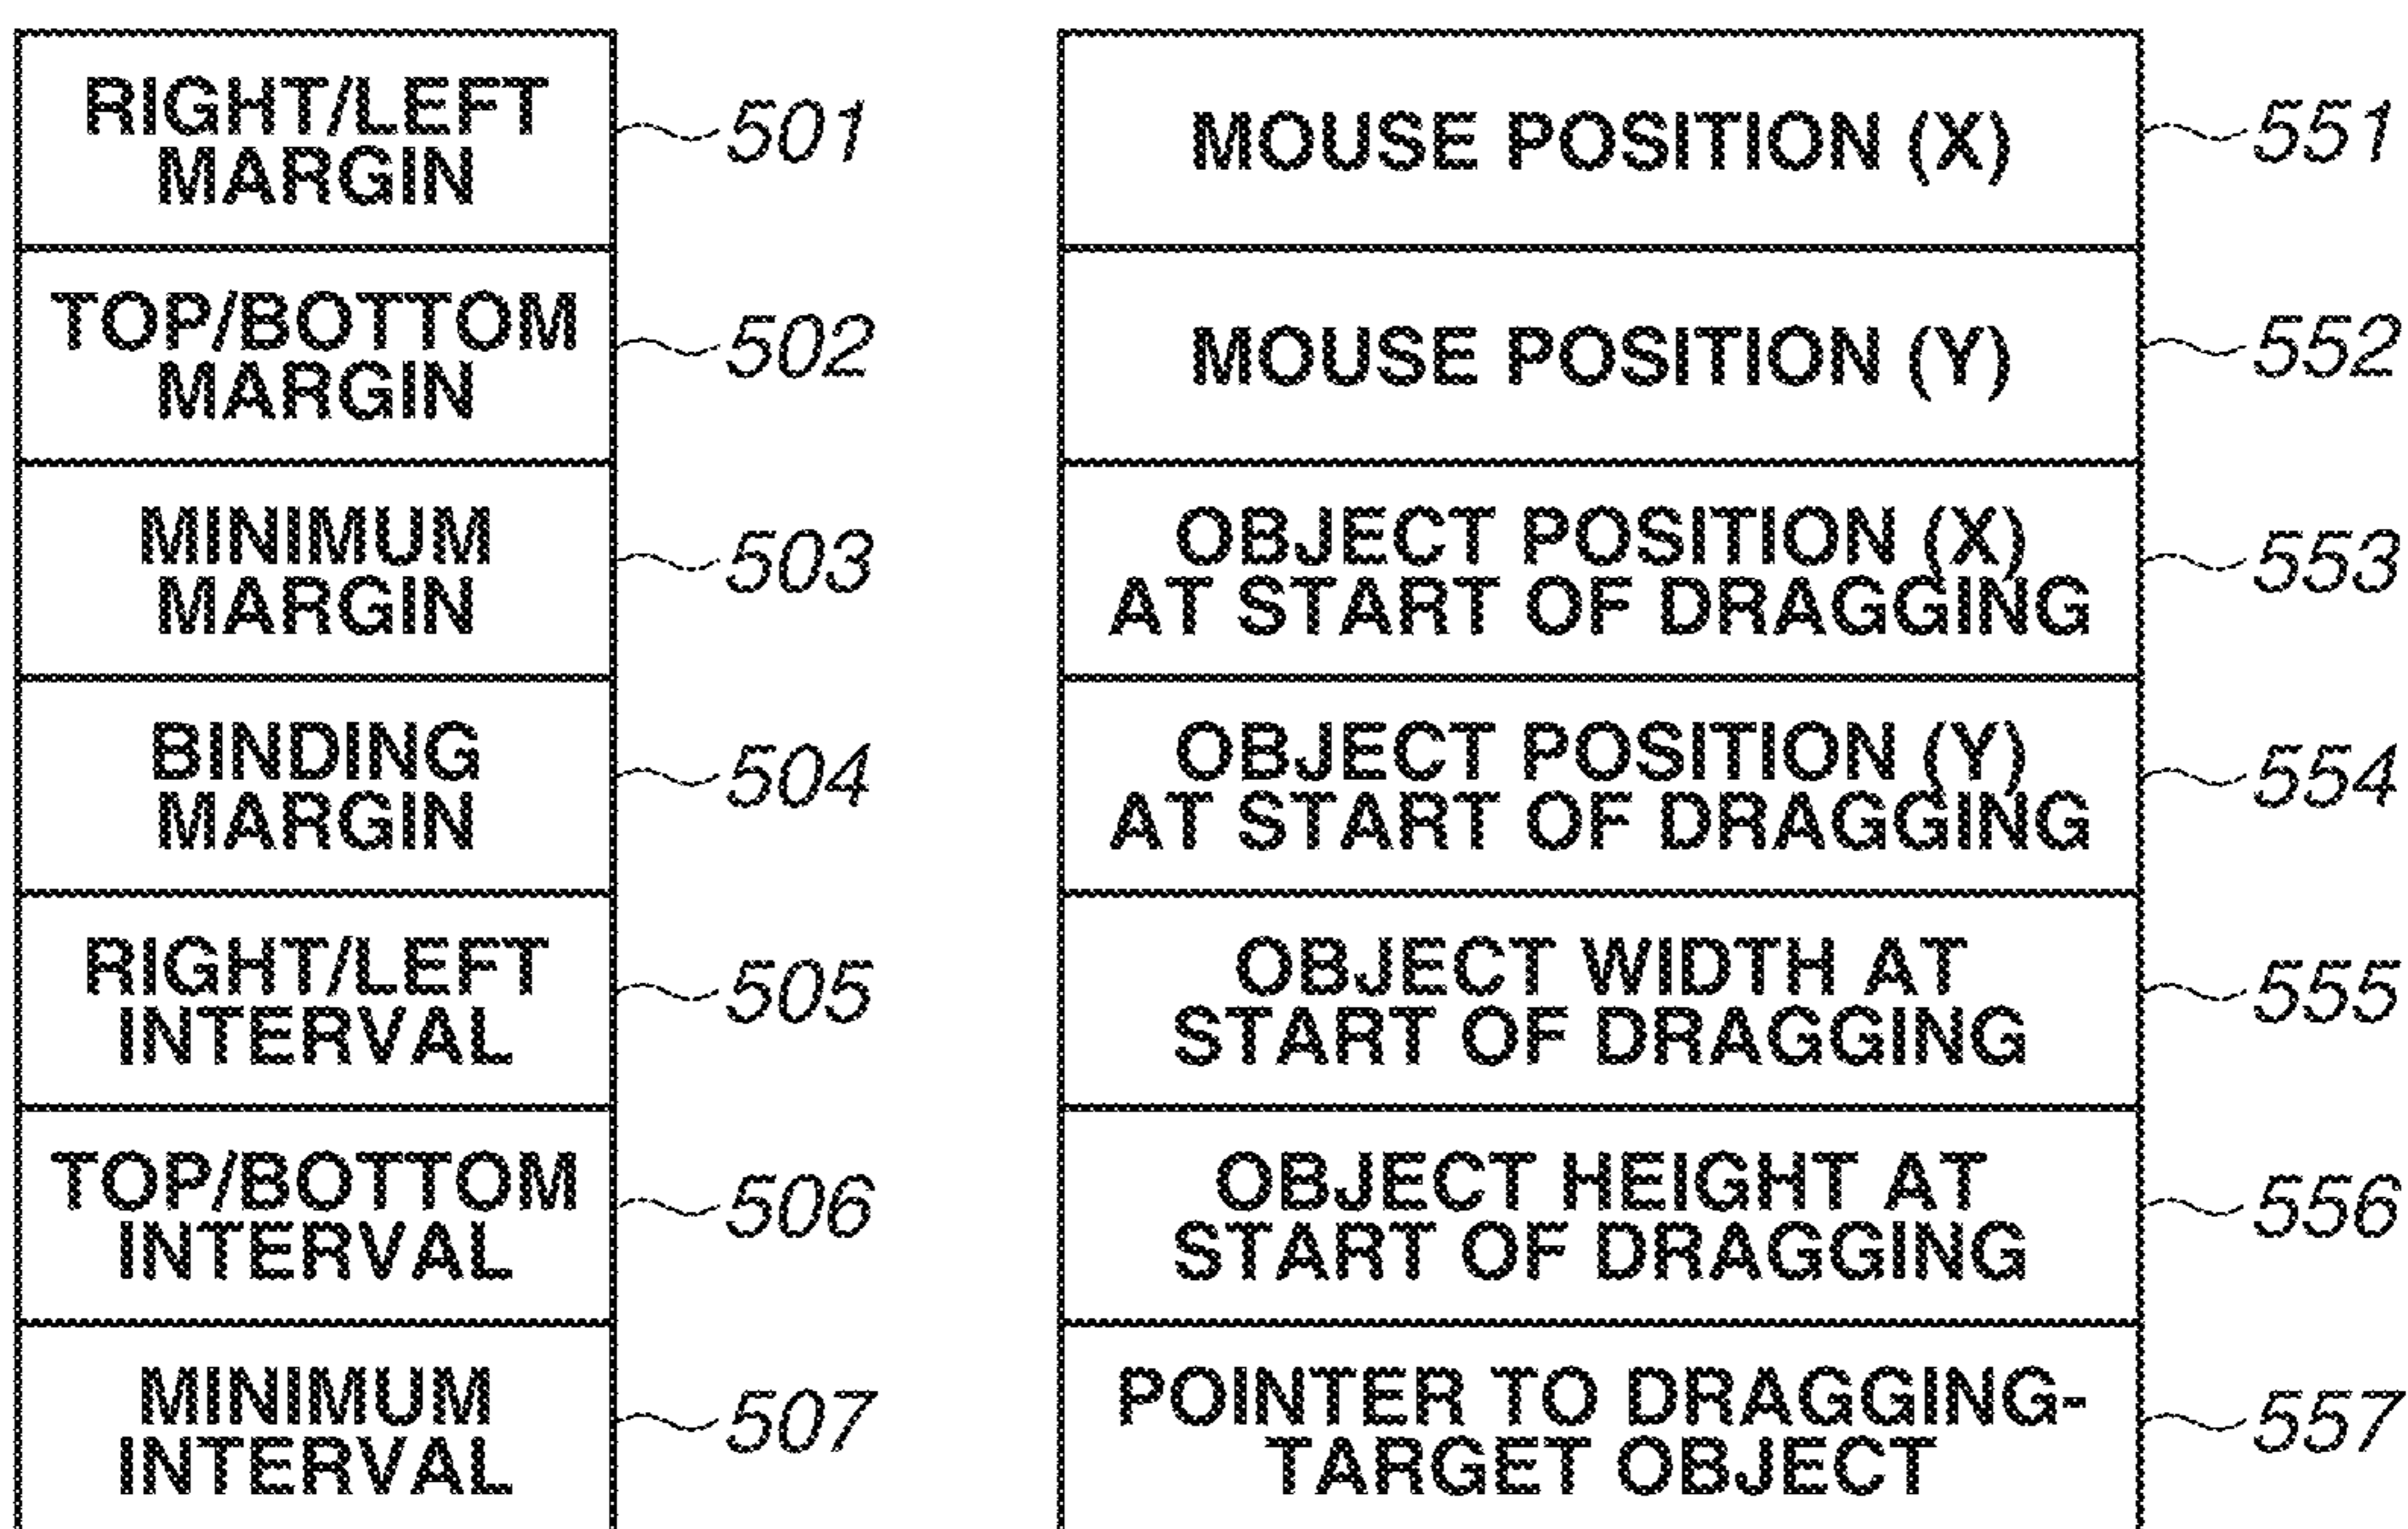 RIGHT/LEFT
MARGIN
501
TOP/BOTTOM
MARGIN
502
MINIMUM
MARGIN
503
BINDING
MARGIN
504
RIGHT/LEFT
INTERVAL
505
TOP/BOTTOM
INTERVAL
506
MINIMUM
INTERVAL
507
MOUSE POSITION (X)
551
MOUSE POSITION (Y)
552
OBJECT POSITION (X)
AT START OF DRAGGING
553
OBJECT POSITION (Y)
AT START OF DRAGGING
554
OBJECT WIDTH AT
START OF DRAGGING
555
OBJECT HEIGHT AT
START OF DRAGGING
556
POINTER TO DRAGGING-
TARGET OBJECT
557